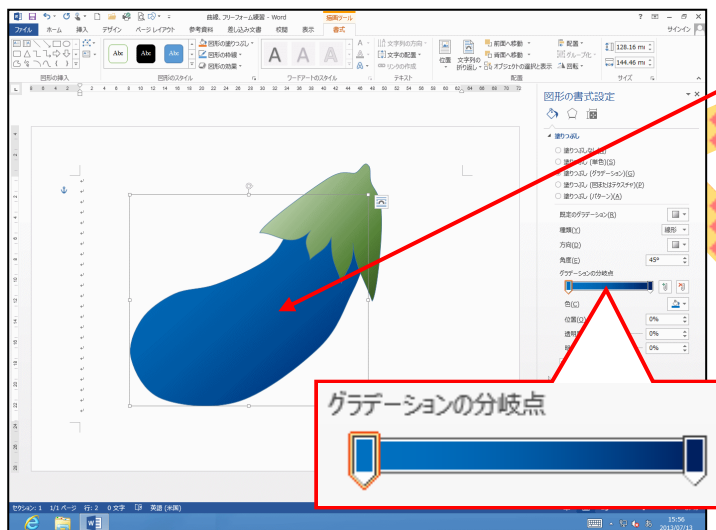 曲線、フリーフォーム練習 - Word
描画ツール
サインイン
ファイル
ホーム
挿入
デザイン
ページ レイアウト
参考資料
差し込み文書
校閲
表示
書式
図形の塗りつぶし
図形の枠線
図形の効果
Abc
Abc
Abc
A A A
文字列の方向
文字の配置
リンクの作成
位置
文字列の
折り返し
前面へ移動
背面へ移動
オブジェクトの選択と表示
配置
グループ化
回転
128.16 mm
144.46 mm
図形の挿入
図形のスタイル
ワードアートのスタイル
テキスト
配置
サイズ
図形の書式設定
塗りつぶし
塗りつぶし (単色)(S)
塗りつぶし (グラデーション)(G)
塗りつぶし (図またはテクスチャ)(P)
塗りつぶし (パターン)(A)
既定のグラデーション(R)
種類(Y)
線形
方向(D)
角度(E)
45°
グラデーションの分岐点
色(C)
位置(O)
0%
0%
0%
グラデーションの分岐点
セクション: 1
1/1 ページ
行: 2
0 文字
英語 (米国)
15:56
2013/07/13